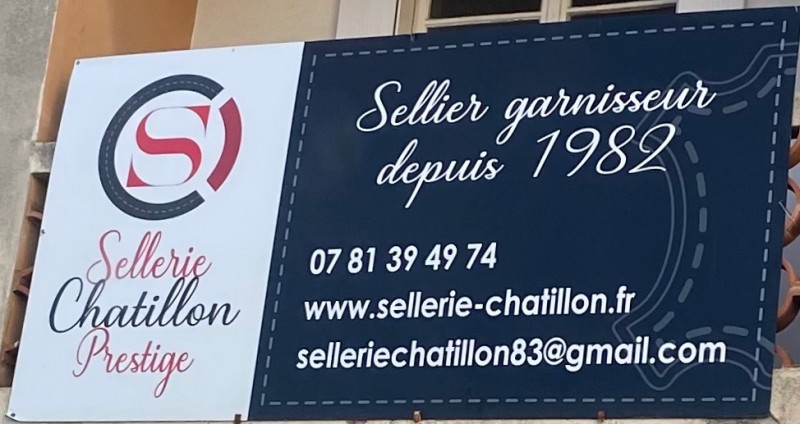 S
Sellerie
Chatillon
Prestige
Sellier garnisseur
depuis 1982
07 81 39 49 74
www.sellerie-chatillon.fr
selleriechatillon83@gmail.com